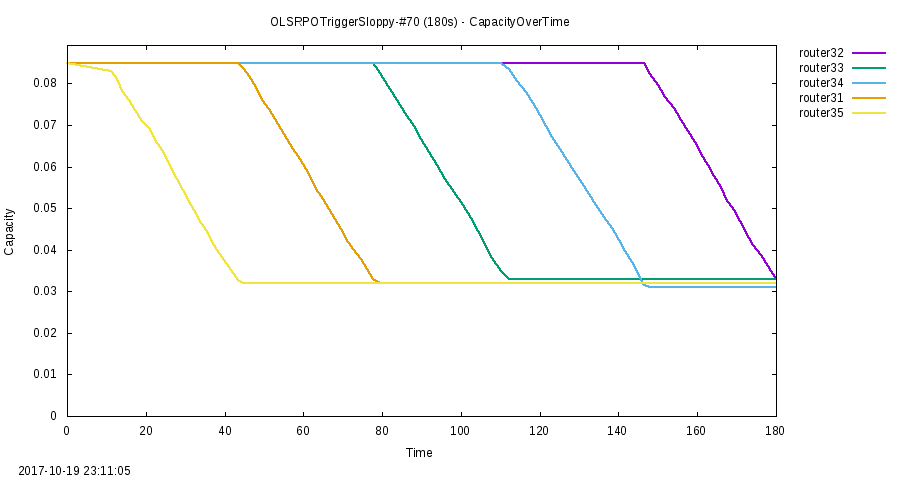 OLSRPOTriggerSloppy-#70 (180s) - CapacityOverTime
router32
router33
router34
router31
router35
0.08
0.07
0.06
0.05
0.04
0.03
0.02
0.01
0
Capacity
0 20 40 60 80 100 120 140 160 180
Time
2017-10-19 23:11:05